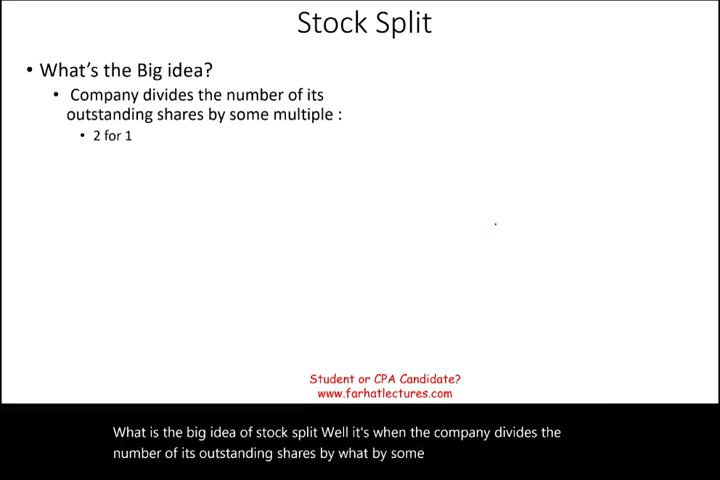 Stock Split
• What's the Big idea?
• Company divides the number of its
outstanding shares by some multiple :
• 2 for 1
Student or CPA Candidate?
www.farhatlectures.com
What is the big idea of stock split Well it's when the company divides the
number of its outstanding shares by what by some